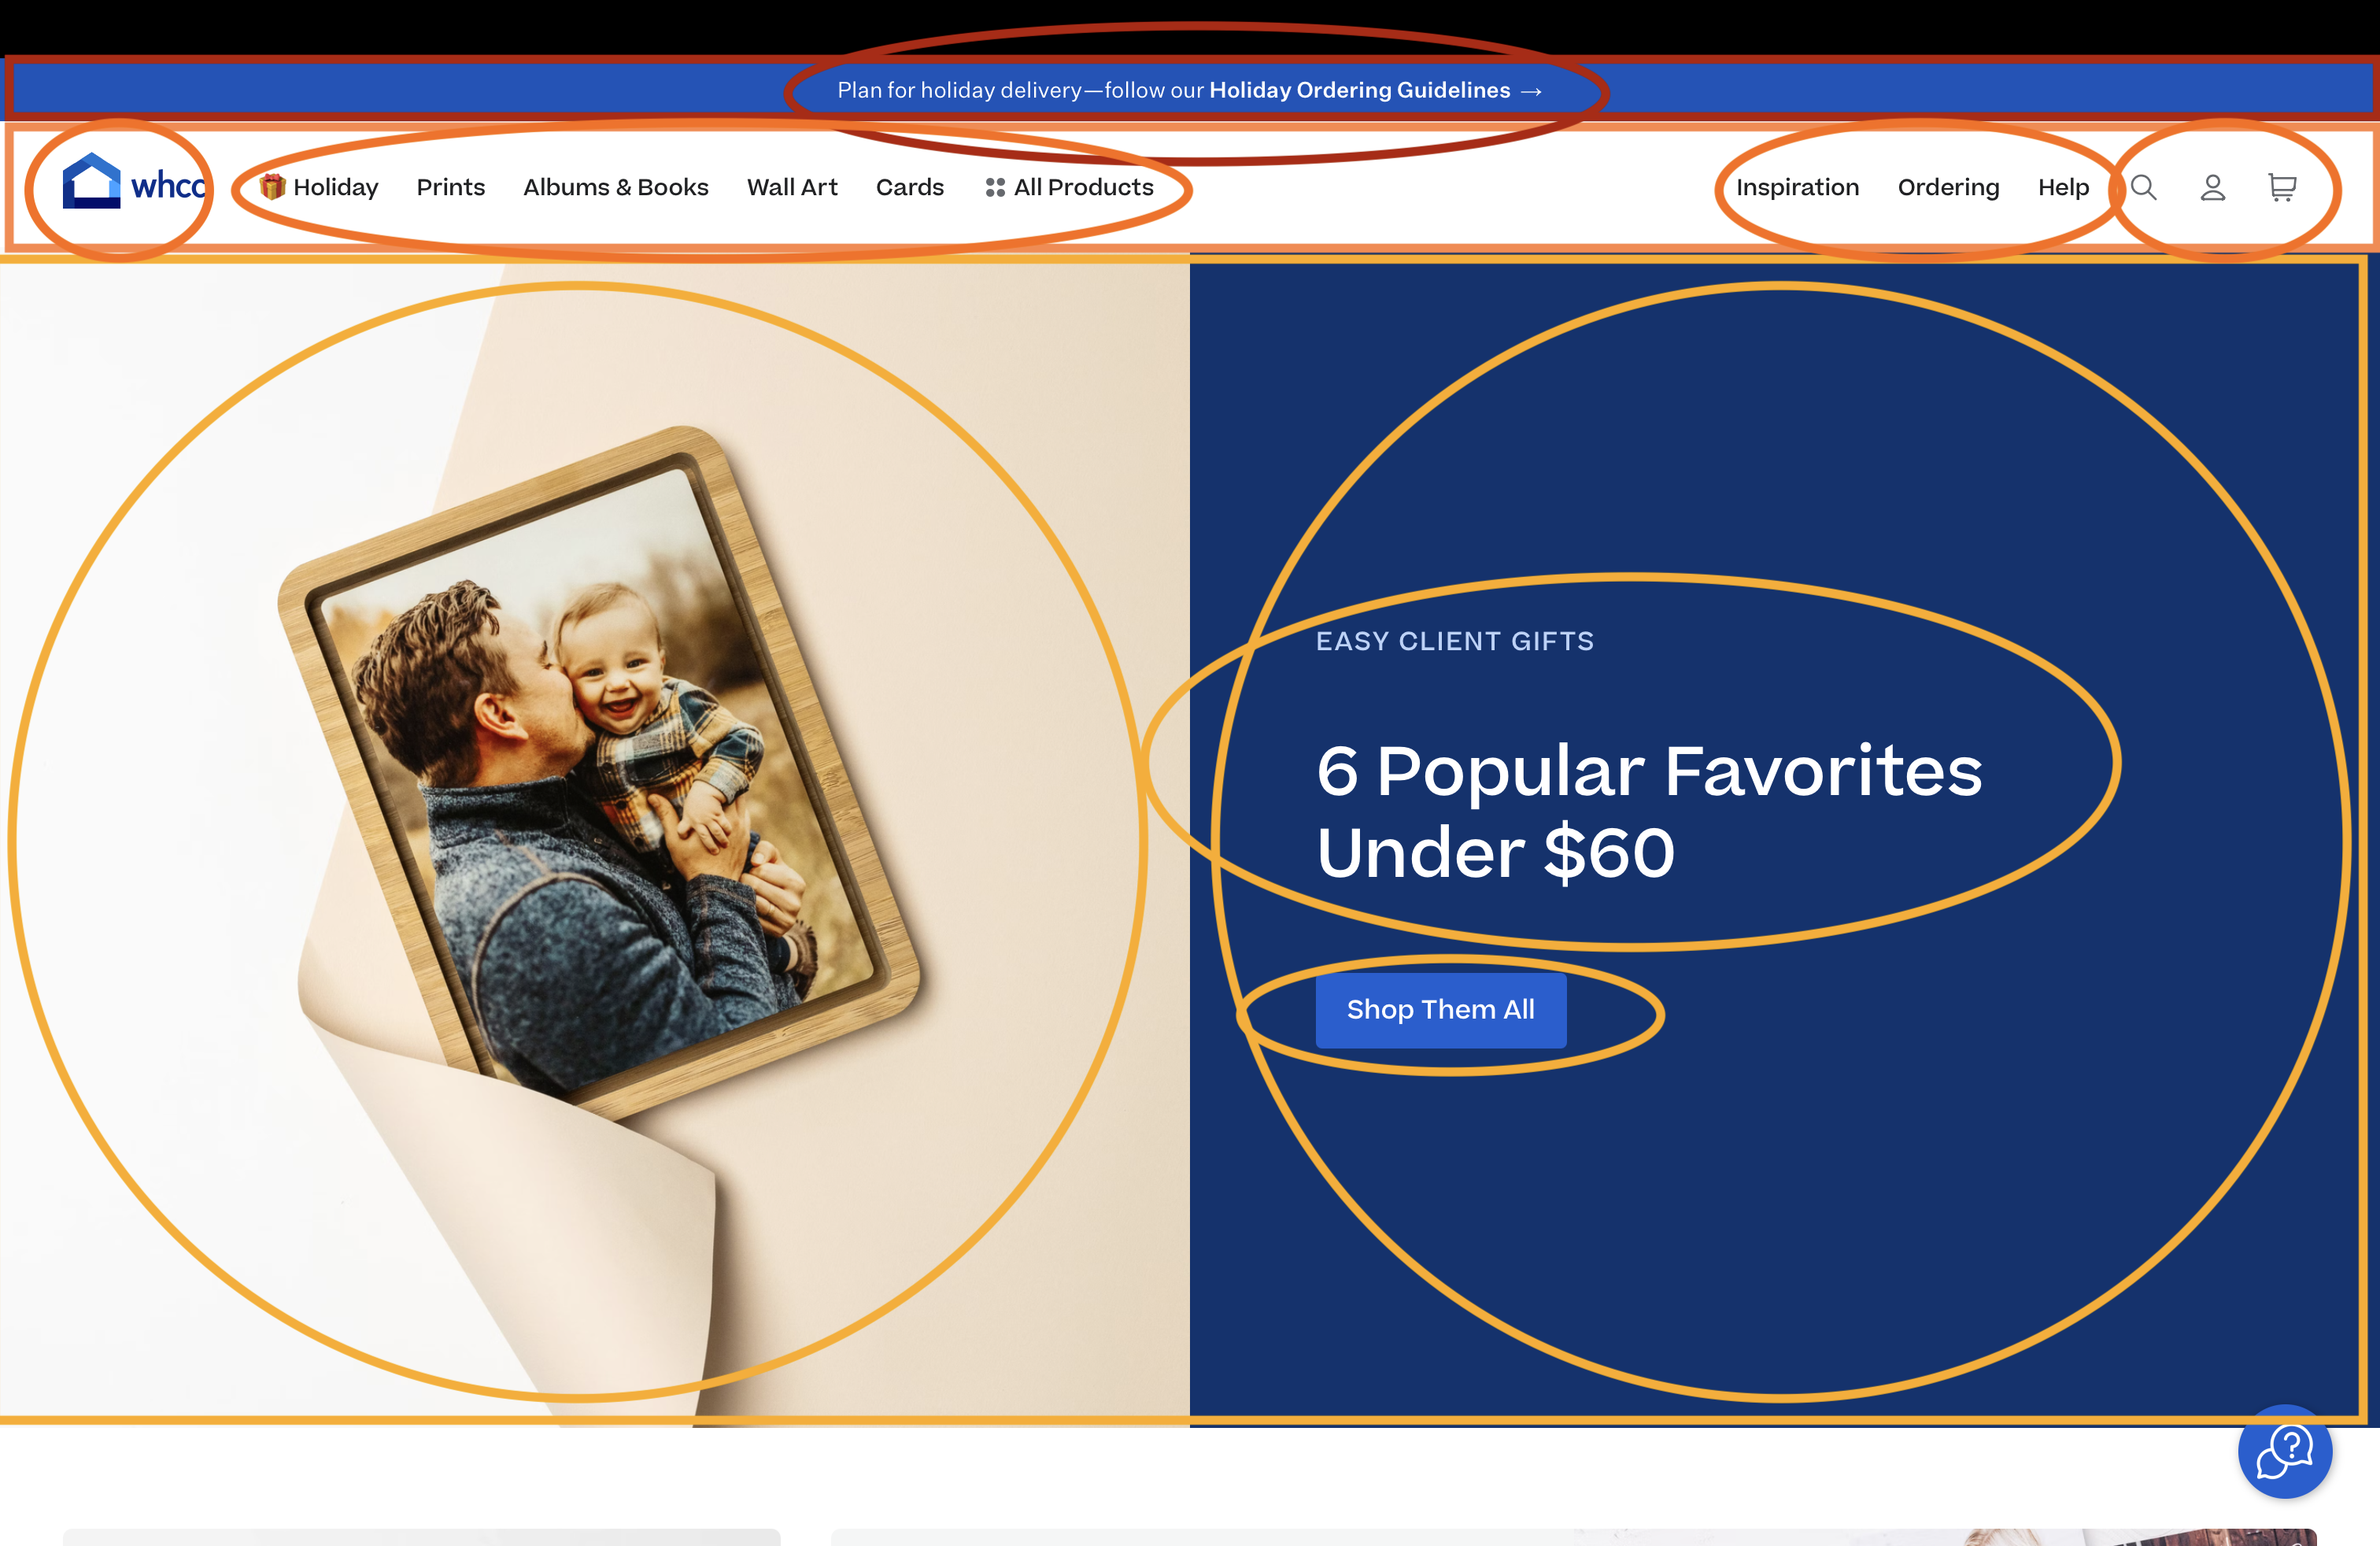 Plan for holiday delivery—follow our Holiday Ordering Guidelines →
whcc
Holiday Prints Albums & Books Wall Art Cards All Products
Inspiration Ordering Help
EASY CLIENT GIFTS
6 Popular Favorites
Under $60
Shop Them All
?